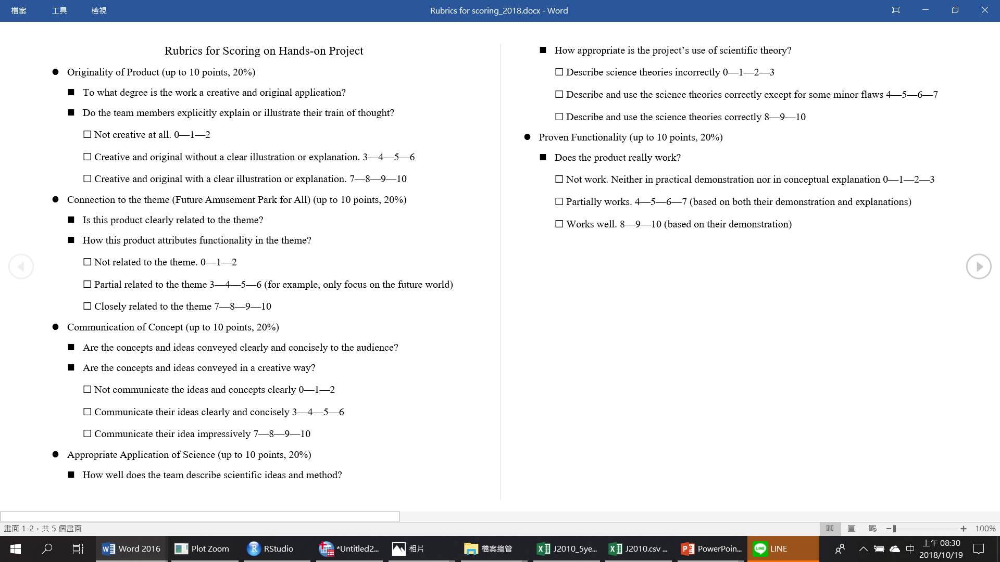 檔案 工具 檢視 Rubrics for scoring_2018.docx - Word
Rubrics for Scoring on Hands-on Project
● Originality of Product (up to 10 points, 20%)
■ To what degree is the work a creative and original application?
■ Do the team members explicitly explain or illustrate their train of thought?
☐ Not creative at all. 0—1—2
☐ Creative and original without a clear illustration or explanation. 3—4—5—6
☐ Creative and original with a clear illustration or explanation. 7—8—9—10
● Connection to the theme (Future Amusement Park for All) (up to 10 points, 20%)
■ Is this product clearly related to the theme?
■ How this product attributes functionality in the theme?
☐ Not related to the theme. 0—1—2
☐ Partial related to the theme 3—4—5—6 (for example, only focus on the future world)
☐ Closely related to the theme 7—8—9—10
● Communication of Concept (up to 10 points, 20%)
■ Are the concepts and ideas conveyed clearly and concisely to the audience?
■ Are the concepts and ideas conveyed in a creative way?
☐ Not communicate the ideas and concepts clearly 0—1—2
☐ Communicate their ideas clearly and concisely 3—4—5—6
☐ Communicate their idea impressively 7—8—9—10
● Appropriate Application of Science (up to 10 points, 20%)
■ How well does the team describe scientific ideas and method?
■ How appropriate is the project’s use of scientific theory?
☐ Describe science theories incorrectly 0—1—2—3
☐ Describe and use the science theories correctly except for some minor flaws 4—5—6—7
☐ Describe and use the science theories correctly 8—9—10
● Proven Functionality (up to 10 points, 20%)
■ Does the product really work?
☐ Not work. Neither in practical demonstration nor in conceptual explanation 0—1—2—3
☐ Partially works. 4—5—6—7 (based on both their demonstration and explanations)
☐ Works well. 8—9—10 (based on their demonstration)
畫面 1-2，共 5 個畫面 100%
Word 2016 Plot Zoom RStudio *Untitled2... 相片 檔案總管 J2010_5ye... J2010.csv ... PowerPoin... LINE 中 上午 08:30
2018/10/19